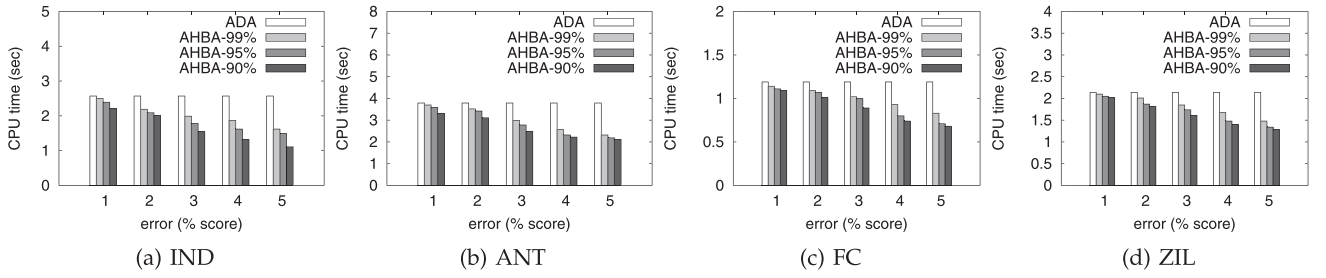 CPU time (sec)
5
4
3
2
1
0
ADA
AHBA-99%
AHBA-95%
AHBA-90%
1 2 3 4 5
error (% score)
(a) IND
CPU time (sec)
8
7
6
5
4
3
2
1
0
ADA
AHBA-99%
AHBA-95%
AHBA-90%
1 2 3 4 5
error (% score)
(b) ANT
CPU time (sec)
2
1.5
1
0.5
0
ADA
AHBA-99%
AHBA-95%
AHBA-90%
1 2 3 4 5
error (% score)
(c) FC
CPU time (sec)
4
3.5
3
2.5
2
1.5
1
0.5
0
ADA
AHBA-99%
AHBA-95%
AHBA-90%
1 2 3 4 5
error (% score)
(d) ZIL